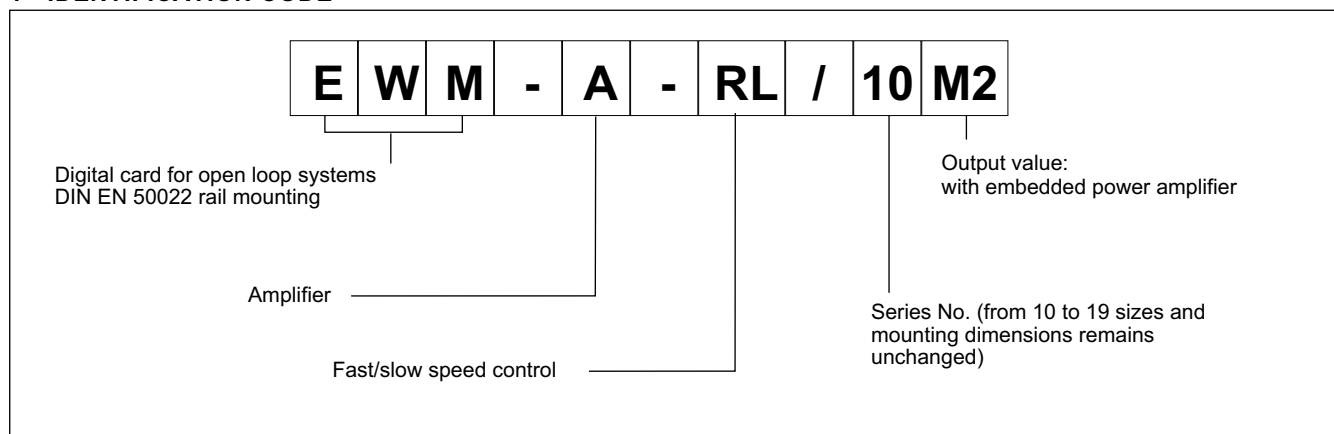 E W M - A - RL / 10 M2
Digital card for open loop systems
DIN EN 50022 rail mounting
Output value:
with embedded power amplifier
Amplifier
Series No. (from 10 to 19 sizes and
mounting dimensions remains
unchanged)
Fast/slow speed control